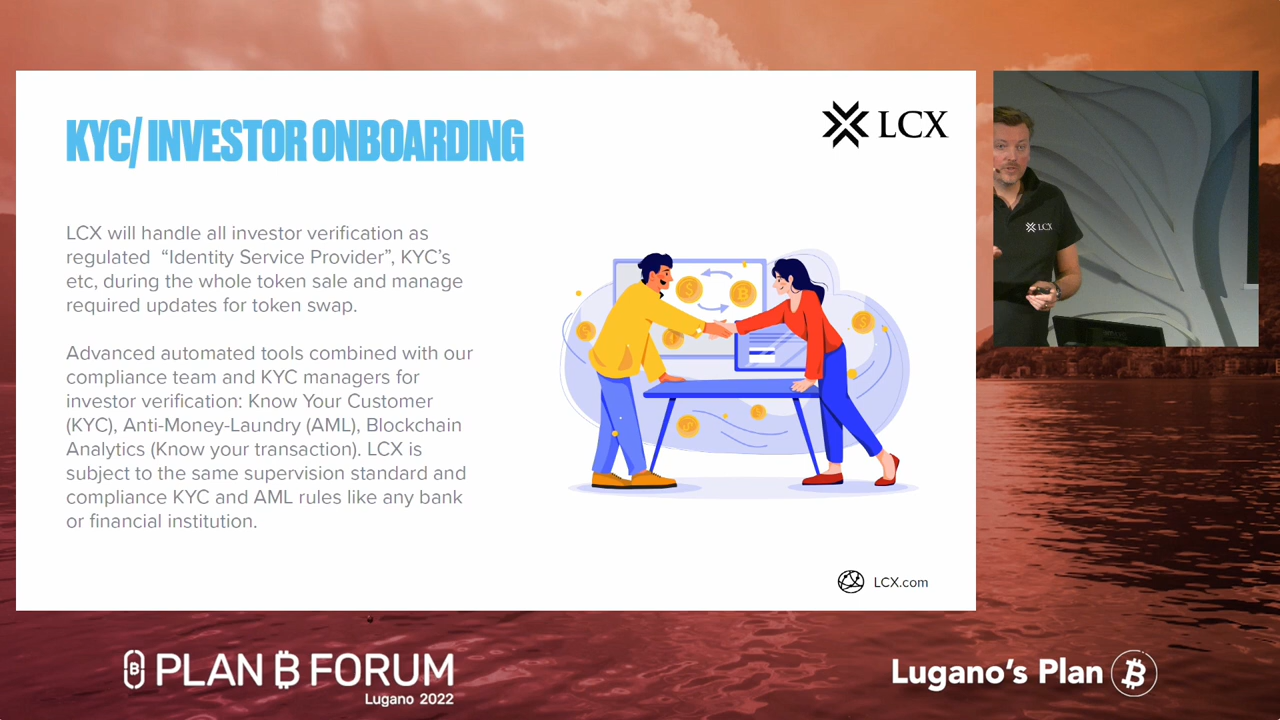 KYC/ INVESTOR ONBOARDING
LCX
LCX will handle all investor verification as
regulated “Identity Service Provider”, KYC’s
etc, during the whole token sale and manage
required updates for token swap.
Advanced automated tools combined with our
compliance team and KYC managers for
investor verification: Know Your Customer
(KYC), Anti-Money-Laundry (AML), Blockchain
Analytics (Know your transaction). LCX is
subject to the same supervision standard and
compliance KYC and AML rules like any bank
or financial institution.
LCX.com
LCX
PLAN ₿ FORUM
Lugano 2022
Lugano’s Plan ₿